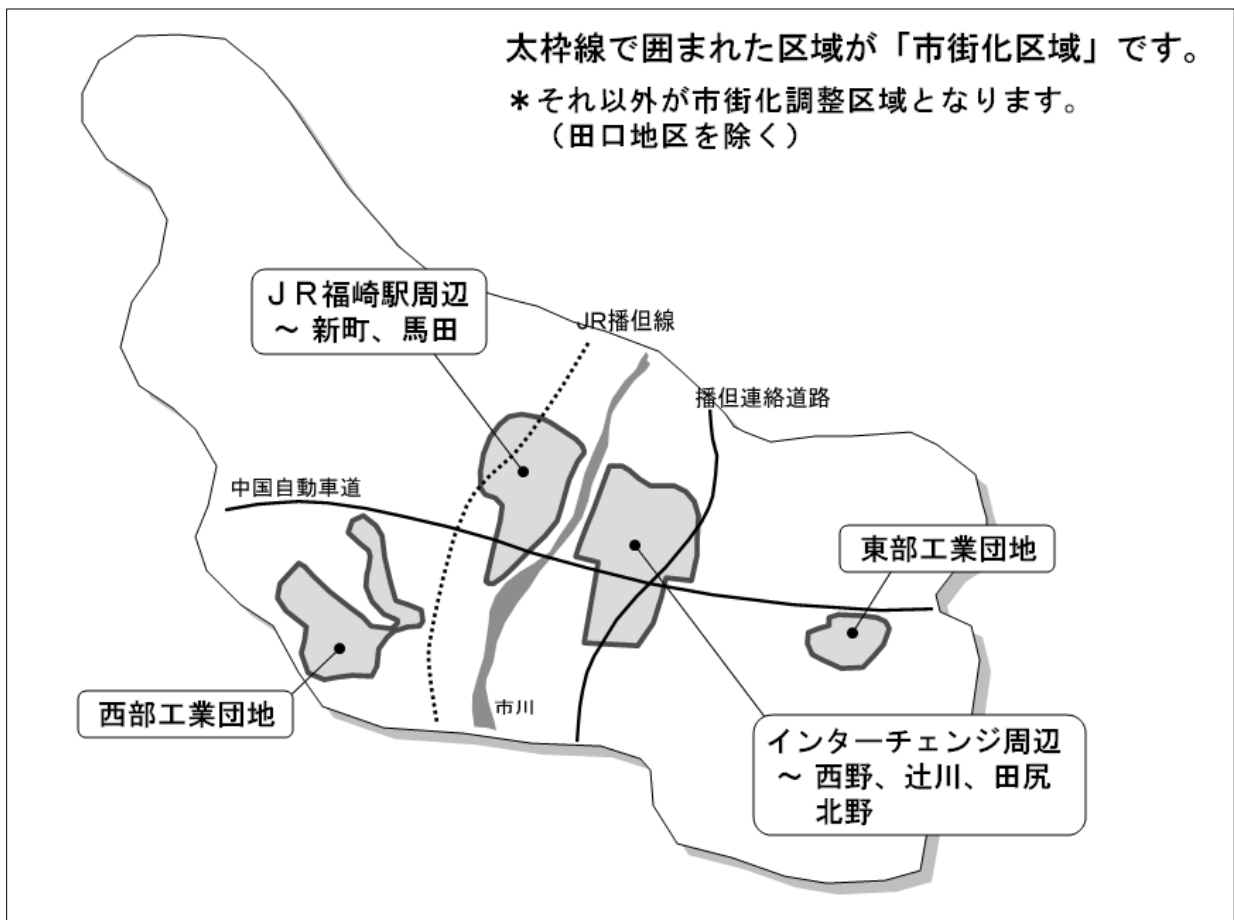 太枠線で囲まれた区域が「市街化区域」です。
＊それ以外が市街化調整区域となります。
（田口地区を除く）
ＪＲ福崎駅周辺
～ 新町、馬田
JR播但線
播但連絡道路
中国自動車道
東部工業団地
西部工業団地
市川
インターチェンジ周辺
～ 西野、辻川、田尻
北野